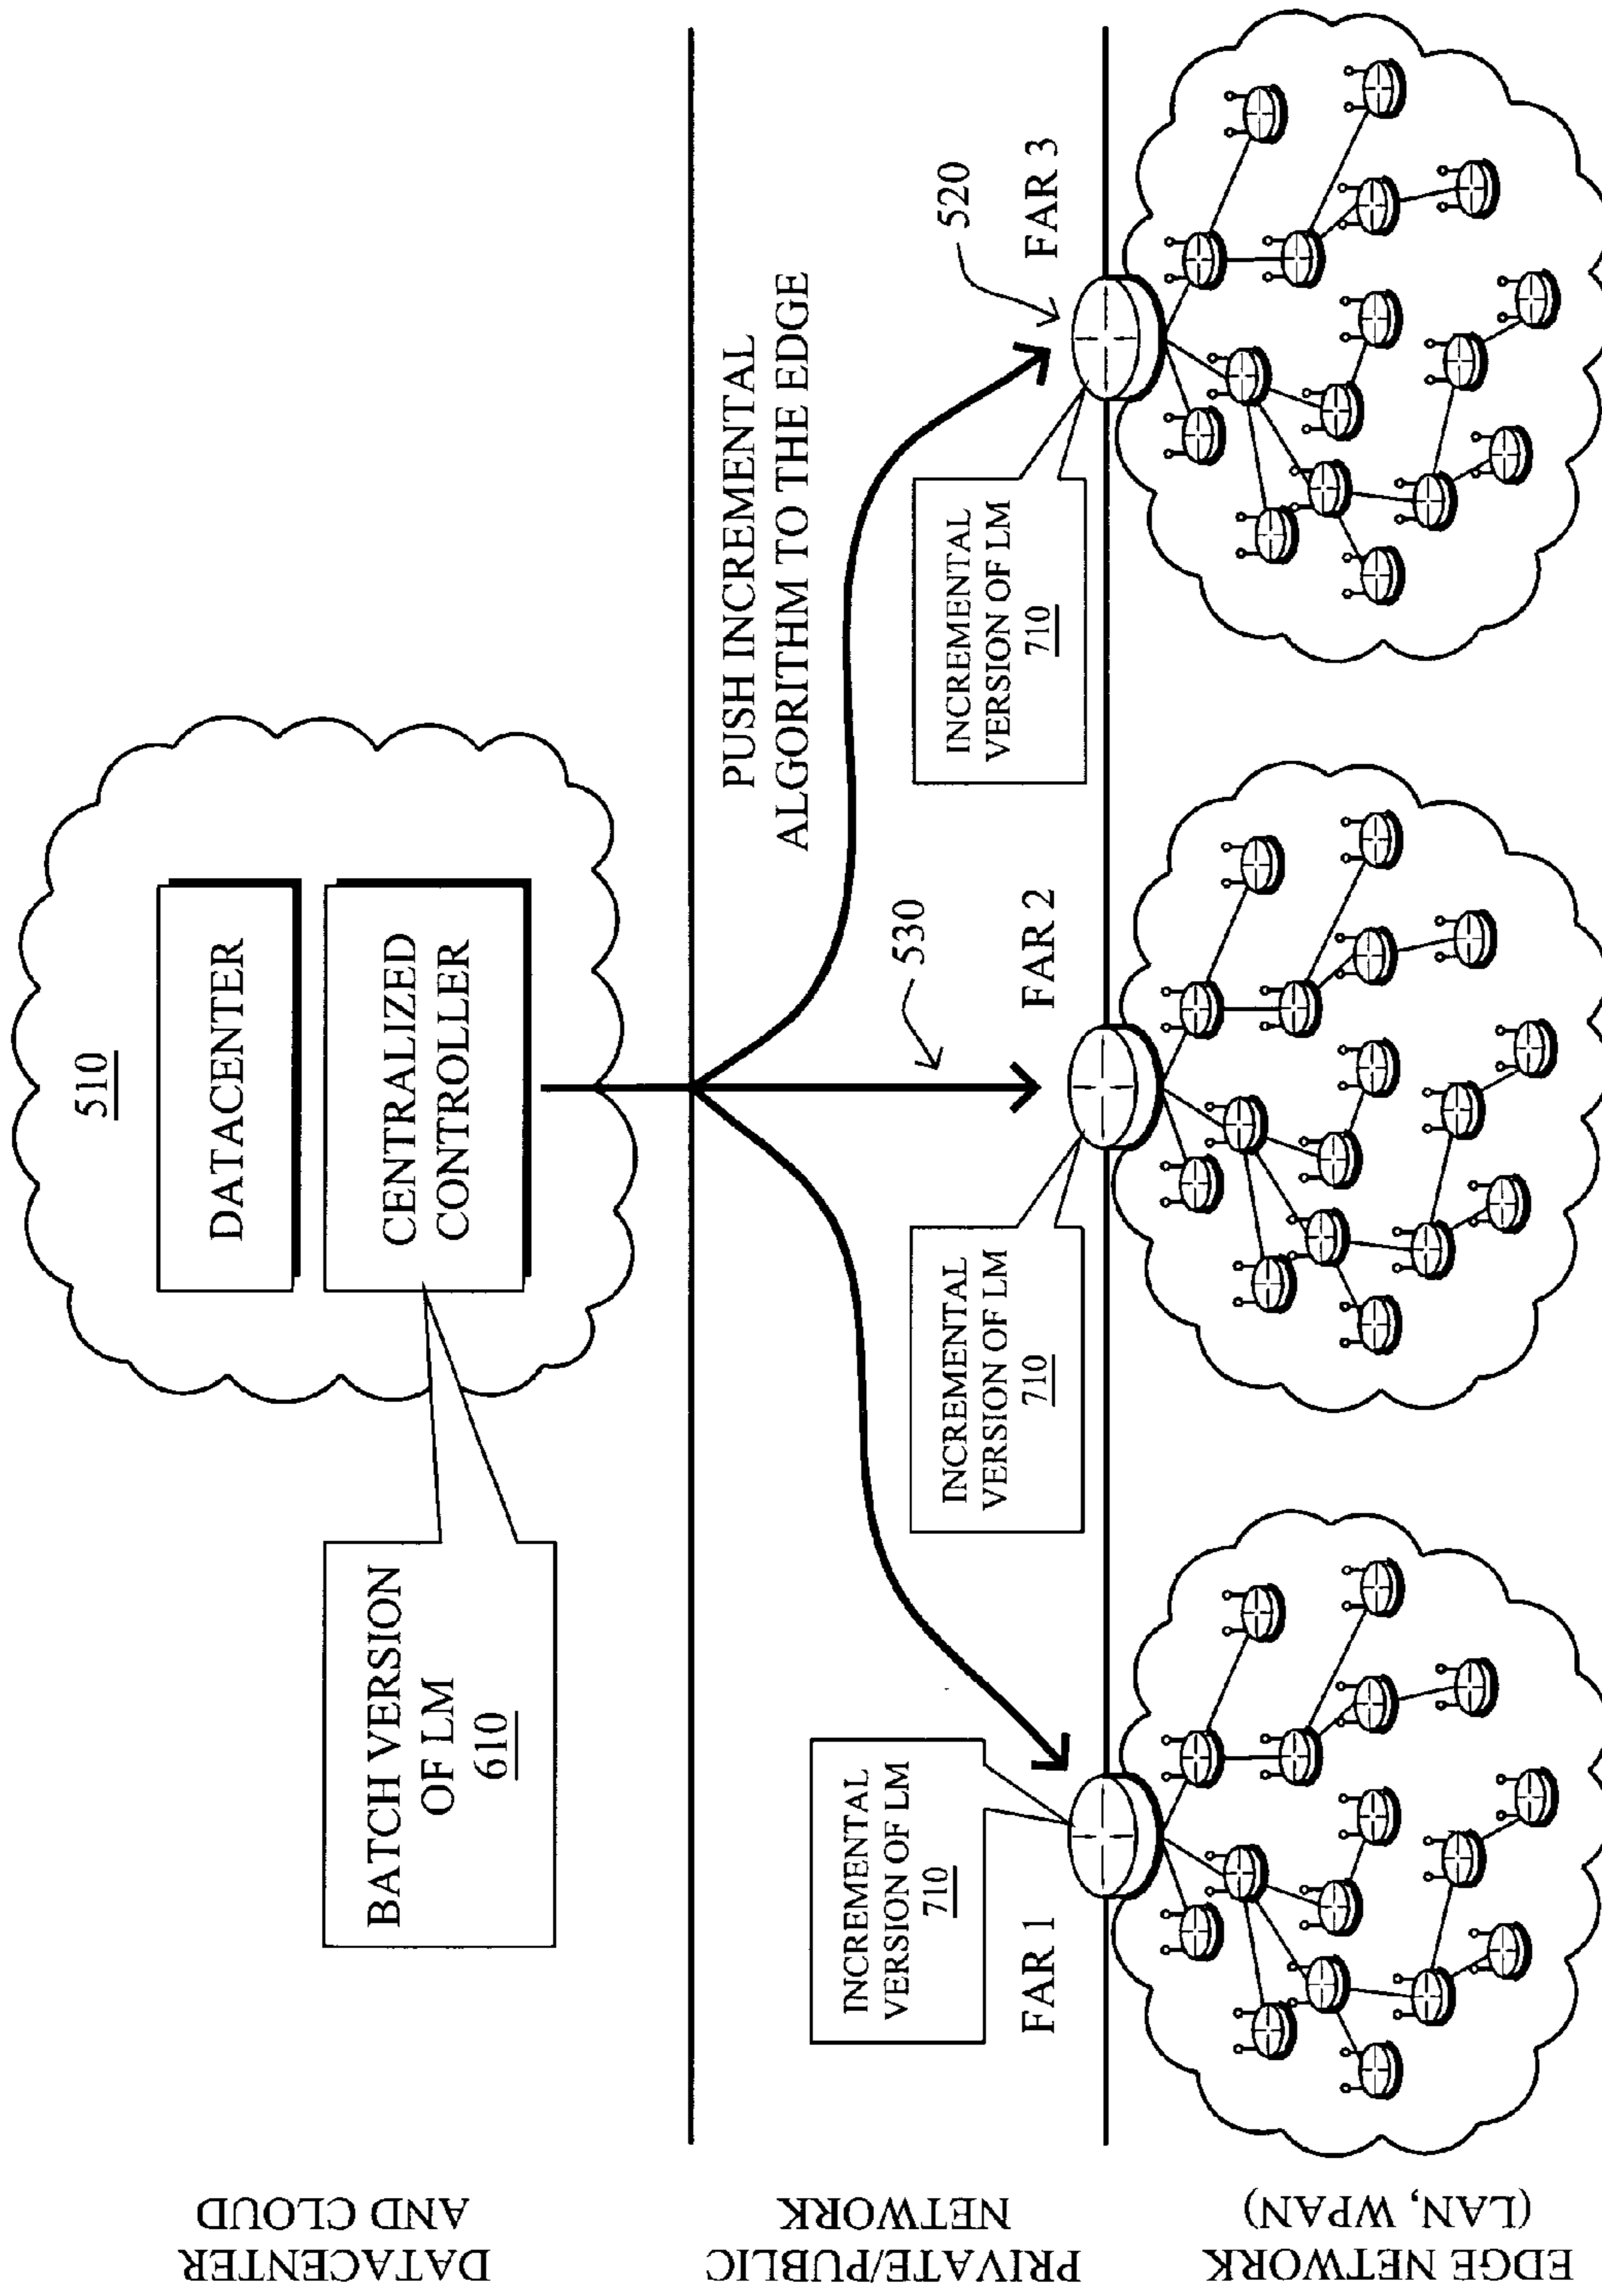 DATACENTER
AND CLOUD
PRIVATE/PUBLIC
NETWORK
EDGE NETWORK
(LAN, WPAN)
510
DATACENTER
CENTRALIZED
CONTROLLER
BATCH VERSION
OF LM
610
PUSH INCREMENTAL
ALGORITHM TO THE EDGE
530
520
INCREMENTAL
VERSION OF LM
710
FAR 1
INCREMENTAL
VERSION OF LM
710
FAR 2
INCREMENTAL
VERSION OF LM
710
FAR 3